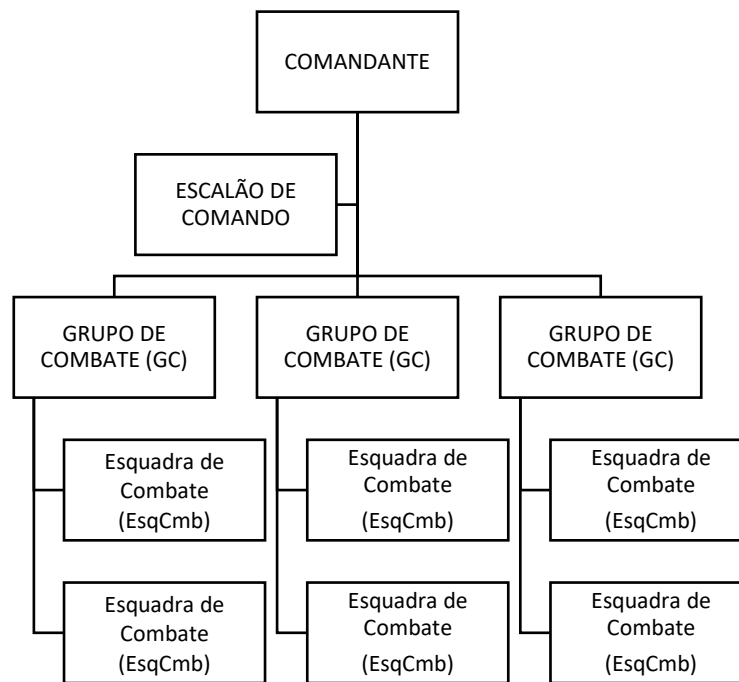 COMANDANTE
ESCALÃO DE
COMANDO
GRUPO DE
COMBATE (GC)
GRUPO DE
COMBATE (GC)
GRUPO DE
COMBATE (GC)
Esquadra de
Combate
(EsqCmb)
Esquadra de
Combate
(EsqCmb)
Esquadra de
Combate
(EsqCmb)
Esquadra de
Combate
(EsqCmb)
Esquadra de
Combate
(EsqCmb)
Esquadra de
Combate
(EsqCmb)